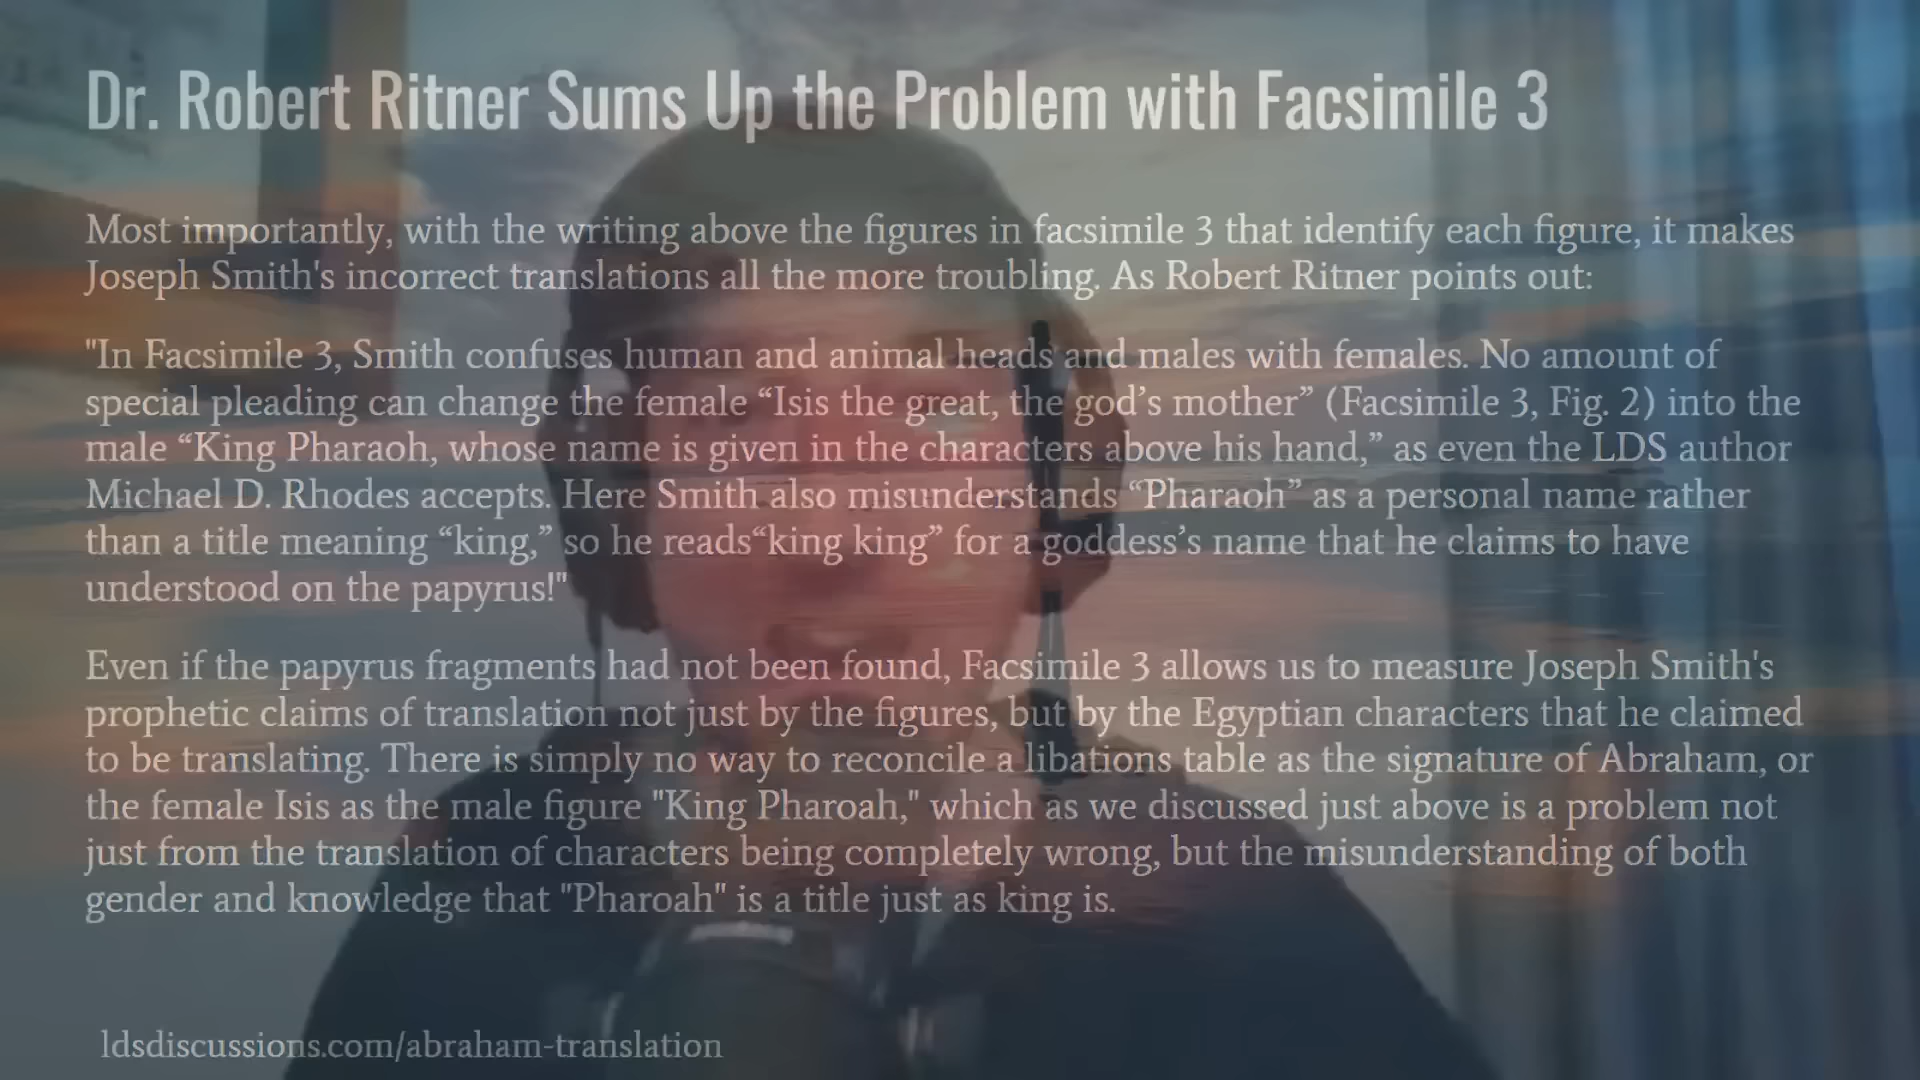 Dr. Robert Ritner Sums Up the Problem with Facsimile 3
Most importantly, with the writing above the figures in facsimile 3 that identify each figure, it makes
Joseph Smith's incorrect translations all the more troubling. As Robert Ritner points out:
"In Facsimile 3, Smith confuses human and animal heads and males with females. No amount of
special pleading can change the female “Isis the great, the god’s mother” (Facsimile 3, Fig. 2) into the
male “King Pharaoh, whose name is given in the characters above his hand,” as even the LDS author
Michael D. Rhodes accepts. Here Smith also misunderstands “Pharaoh” as a personal name rather
than a title meaning “king,” so he reads“king king” for a goddess’s name that he claims to have
understood on the papyrus!"
Even if the papyrus fragments had not been found, Facsimile 3 allows us to measure Joseph Smith's
prophetic claims of translation not just by the figures, but by the Egyptian characters that he claimed
to be translating. There is simply no way to reconcile a libations table as the signature of Abraham, or
the female Isis as the male figure "King Pharoah," which as we discussed just above is a problem not
just from the translation of characters being completely wrong, but the misunderstanding of both
gender and knowledge that "Pharoah" is a title just as king is.
ldsdiscussions.com/abraham-translation